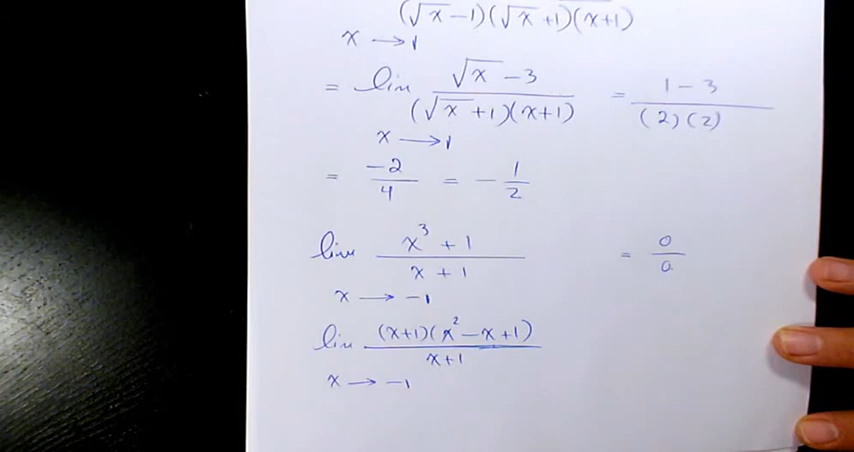 (√x - 1)(√x + 1)(x+1)
x → 1
= lim (√x - 3)/((√x + 1)(x+1)) = (1 - 3)/((2)(2))
x → 1
= -2/4 = - 1/2
lim (x³ + 1)/(x + 1) = 0/0
x → -1
lim ((x+1)(x² - x + 1))/(x+1)
x → -1